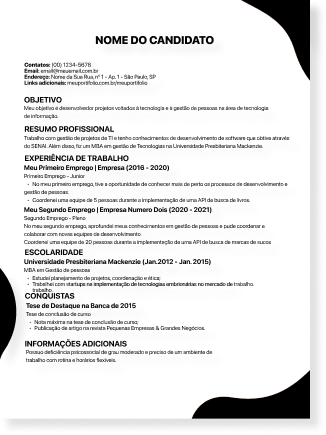 NOME DO CANDIDATO
Contatos: (00) 1234-5678
Email: email@meuemail.com.br
Endereço: Nome da Sua Rua, nº 1 - Ap. 1 - São Paulo, SP
Links adicionais: meuportfolio.com.br/meuportfolio
OBJETIVO
Meu objetivo é desenvolver projetos voltados à tecnologia e à gestão de pessoas na área de tecnologia
de informação.
RESUMO PROFISSIONAL
Trabalho com gestão de projetos de TI e tenho conhecimentos de desenvolvimento de software que obtive através
do SENAI. Além disso, fiz um MBA em gestão de Tecnologias na Universidade Presbiteriana Mackenzie.
EXPERIÊNCIA DE TRABALHO
Meu Primeiro Emprego | Empresa (2016 - 2020)
Primeiro Emprego - Junior
• No meu primeiro emprego, tive a oportunidade de conhecer mais de perto os processos de desenvolvimento e
gestão de pessoas.
• Coordenei uma equipe de 5 pessoas durante a implementação de uma API de busca de livros.
Meu Segundo Emprego | Empresa Numero Dois (2020 - 2021)
Segundo Emprego - Pleno
No meu segundo emprego, aprofundei meus conhecimentos em gestão de pessoas e pude coordenar e
colaborar com novas equipes de desenvolvimento
Coordenei uma equipe de 20 pessoas durante a implementação de uma API de busca de marcas de sucos
ESCOLARIDADE
Universidade Presbiteriana Mackenzie (Jan.2012 - Jan. 2015)
MBA em Gestão de pessoas
• Estudei planejamento de projetos, coordenação e ética;
• Trabalhei com startups na implementação de tecnologias embrionárias no mercado de trabalho.
trabalho.
CONQUISTAS
Tese de Destaque na Banca de 2015
Tese de conclusão de curso
• Nota máxima na tese de conclusão de curso;
• Publicação de artigo na revista Pequenas Empresas & Grandes Negócios.
INFORMAÇÕES ADICIONAIS
Possuo deficiência psicossocial de grau moderado e preciso de um ambiente de
trabalho com rotina e horários flexíveis.